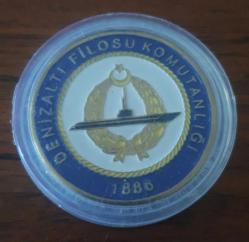 DENİZALTI FİLOSU KOMUTANLIĞI
1886